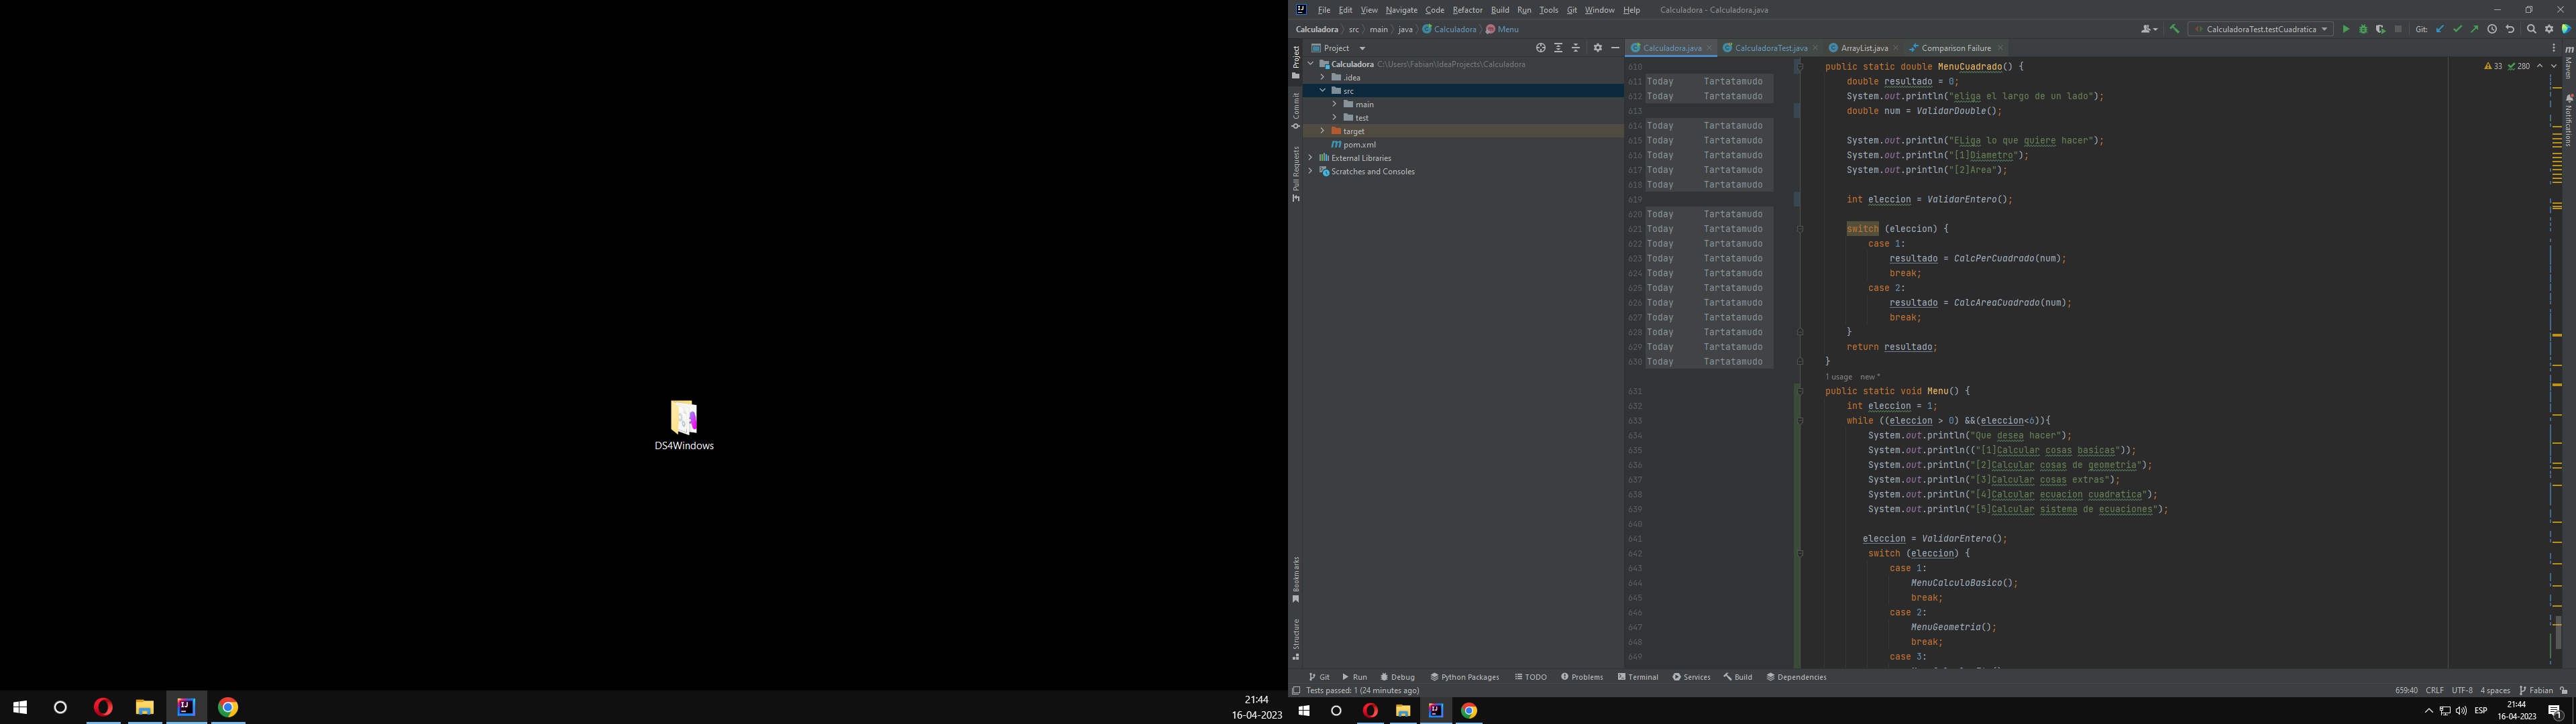 DS4Windows
21:44
16-04-2023
File Edit View Navigate Code Refactor Build Run Tools Git Window Help Calculadora - Calculadora.java
Calculadora src main java Calculadora Menu
CalculadoraTest.testCuadratica Git:
Project
Calculadora.java CalculadoraTest.java ArrayList.java Comparison Failure
Project
Commit
Pull Requests
Bookmarks
Structure
Calculadora C:\Users\Fabian\IdeaProjects\Calculadora
.idea
src
main
test
target
pom.xml
External Libraries
Scratches and Consoles
33 280
Maven
Notifications
610 public static double MenuCuadrado() {
611 Today Tartatamudo double resultado = 0;
612 Today Tartatamudo System.out.println("eliga el largo de un lado");
613 double num = ValidarDouble();
614 Today Tartatamudo
615 Today Tartatamudo System.out.println("ELiga lo que quiere hacer");
616 Today Tartatamudo System.out.println("[1]Diametro");
617 Today Tartatamudo System.out.println("[2]Area");
618 Today Tartatamudo
619 int eleccion = ValidarEntero();
620 Today Tartatamudo
621 Today Tartatamudo switch (eleccion) {
622 Today Tartatamudo case 1:
623 Today Tartatamudo resultado = CalcPerCuadrado(num);
624 Today Tartatamudo break;
625 Today Tartatamudo case 2:
626 Today Tartatamudo resultado = CalcAreaCuadrado(num);
627 Today Tartatamudo break;
628 Today Tartatamudo }
629 Today Tartatamudo return resultado;
630 Today Tartatamudo }
1 usage new *
631 public static void Menu() {
632 int eleccion = 1;
633 while ((eleccion > 0) &&(eleccion<6)){
634 System.out.println("Que desea hacer");
635 System.out.println(("[1]Calcular cosas basicas"));
636 System.out.println("[2]Calcular cosas de geometria");
637 System.out.println("[3]Calcular cosas extras");
638 System.out.println("[4]Calcular ecuacion cuadratica");
639 System.out.println("[5]Calcular sistema de ecuaciones");
640
641 eleccion = ValidarEntero();
642 switch (eleccion) {
643 case 1:
644 MenuCalculoBasico();
645 break;
646 case 2:
647 MenuGeometria();
648 break;
649 case 3:
Git Run Debug Python Packages TODO Problems Terminal Services Build Dependencies
Tests passed: 1 (24 minutes ago) 659:40 CRLF UTF-8 4 spaces Fabian
ESP
21:44
16-04-2023